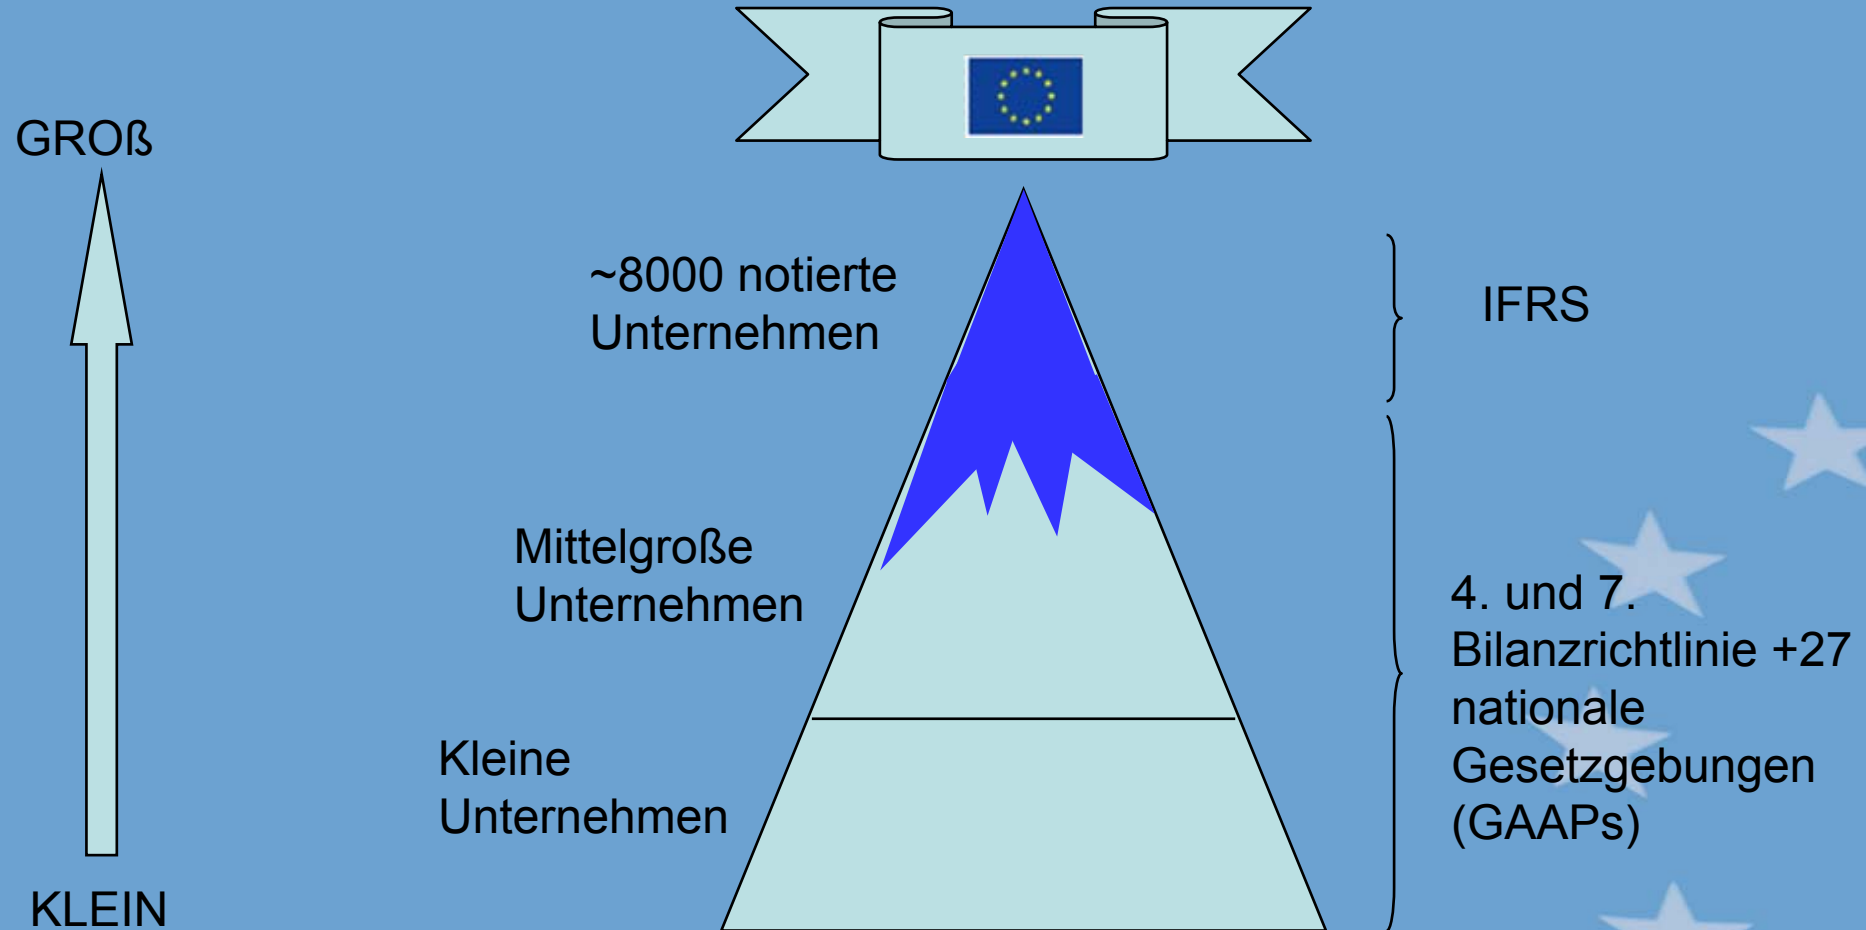 GROß
~8000 notierte
Unternehmen
IFRS
Mittelgroße
Unternehmen
4. und 7.
Bilanzrichtlinie +27
nationale
Gesetzgebungen
(GAAPs)
Kleine
Unternehmen
KLEIN